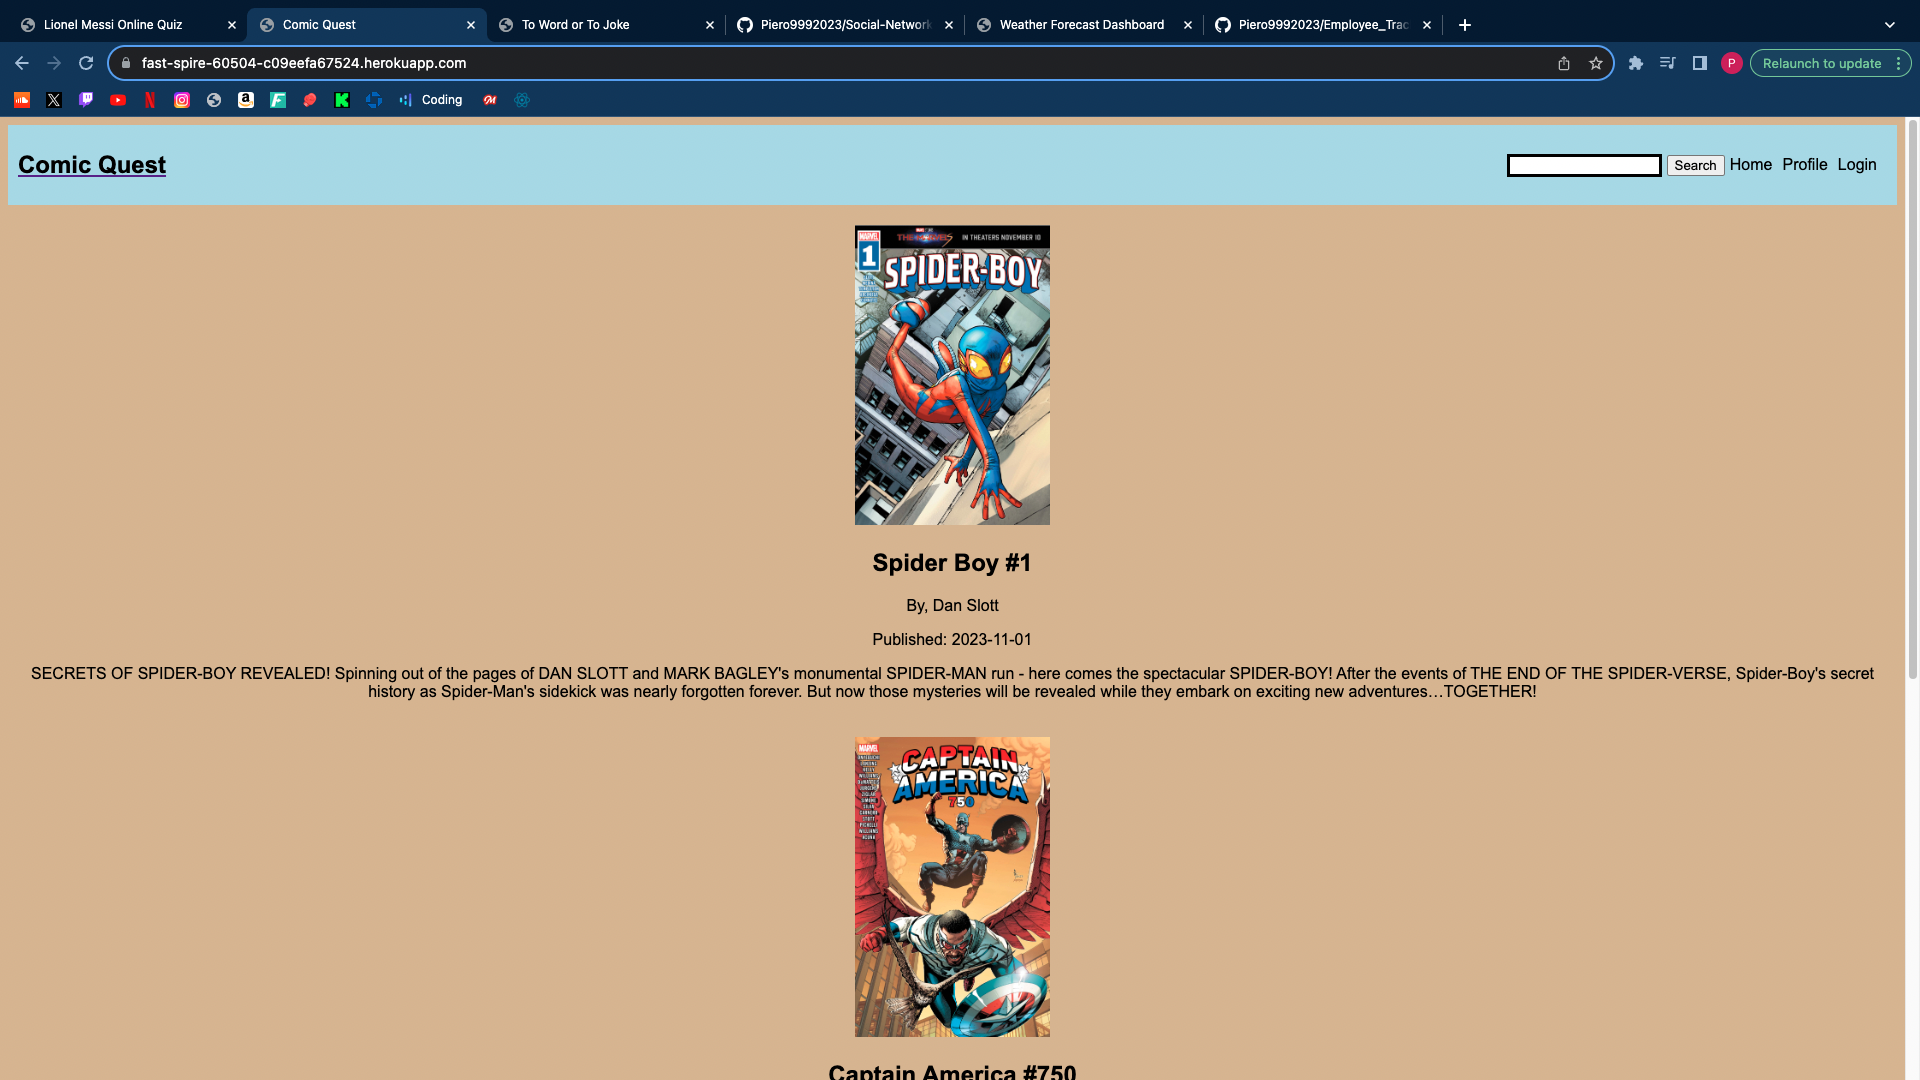 Lionel Messi Online Quiz
Comic Quest
To Word or To Joke
Piero9992023/Social-Network
Weather Forecast Dashboard
Piero9992023/Employee_Trac
fast-spire-60504-c09eefa67524.herokuapp.com
P
Relaunch to update
Coding
Comic Quest
Search
Home
Profile
Login
MARVEL
IN THEATERS NOVEMBER 10
1
SPIDER-BOY
Spider Boy #1
By, Dan Slott
Published: 2023-11-01
SECRETS OF SPIDER-BOY REVEALED! Spinning out of the pages of DAN SLOTT and MARK BAGLEY's monumental SPIDER-MAN run - here comes the spectacular SPIDER-BOY! After the events of THE END OF THE SPIDER-VERSE, Spider-Boy's secret
history as Spider-Man's sidekick was nearly forgotten forever. But now those mysteries will be revealed while they embark on exciting new adventures…TOGETHER!
MARVEL
CAPTAIN
AMERICA
750
Captain America #750